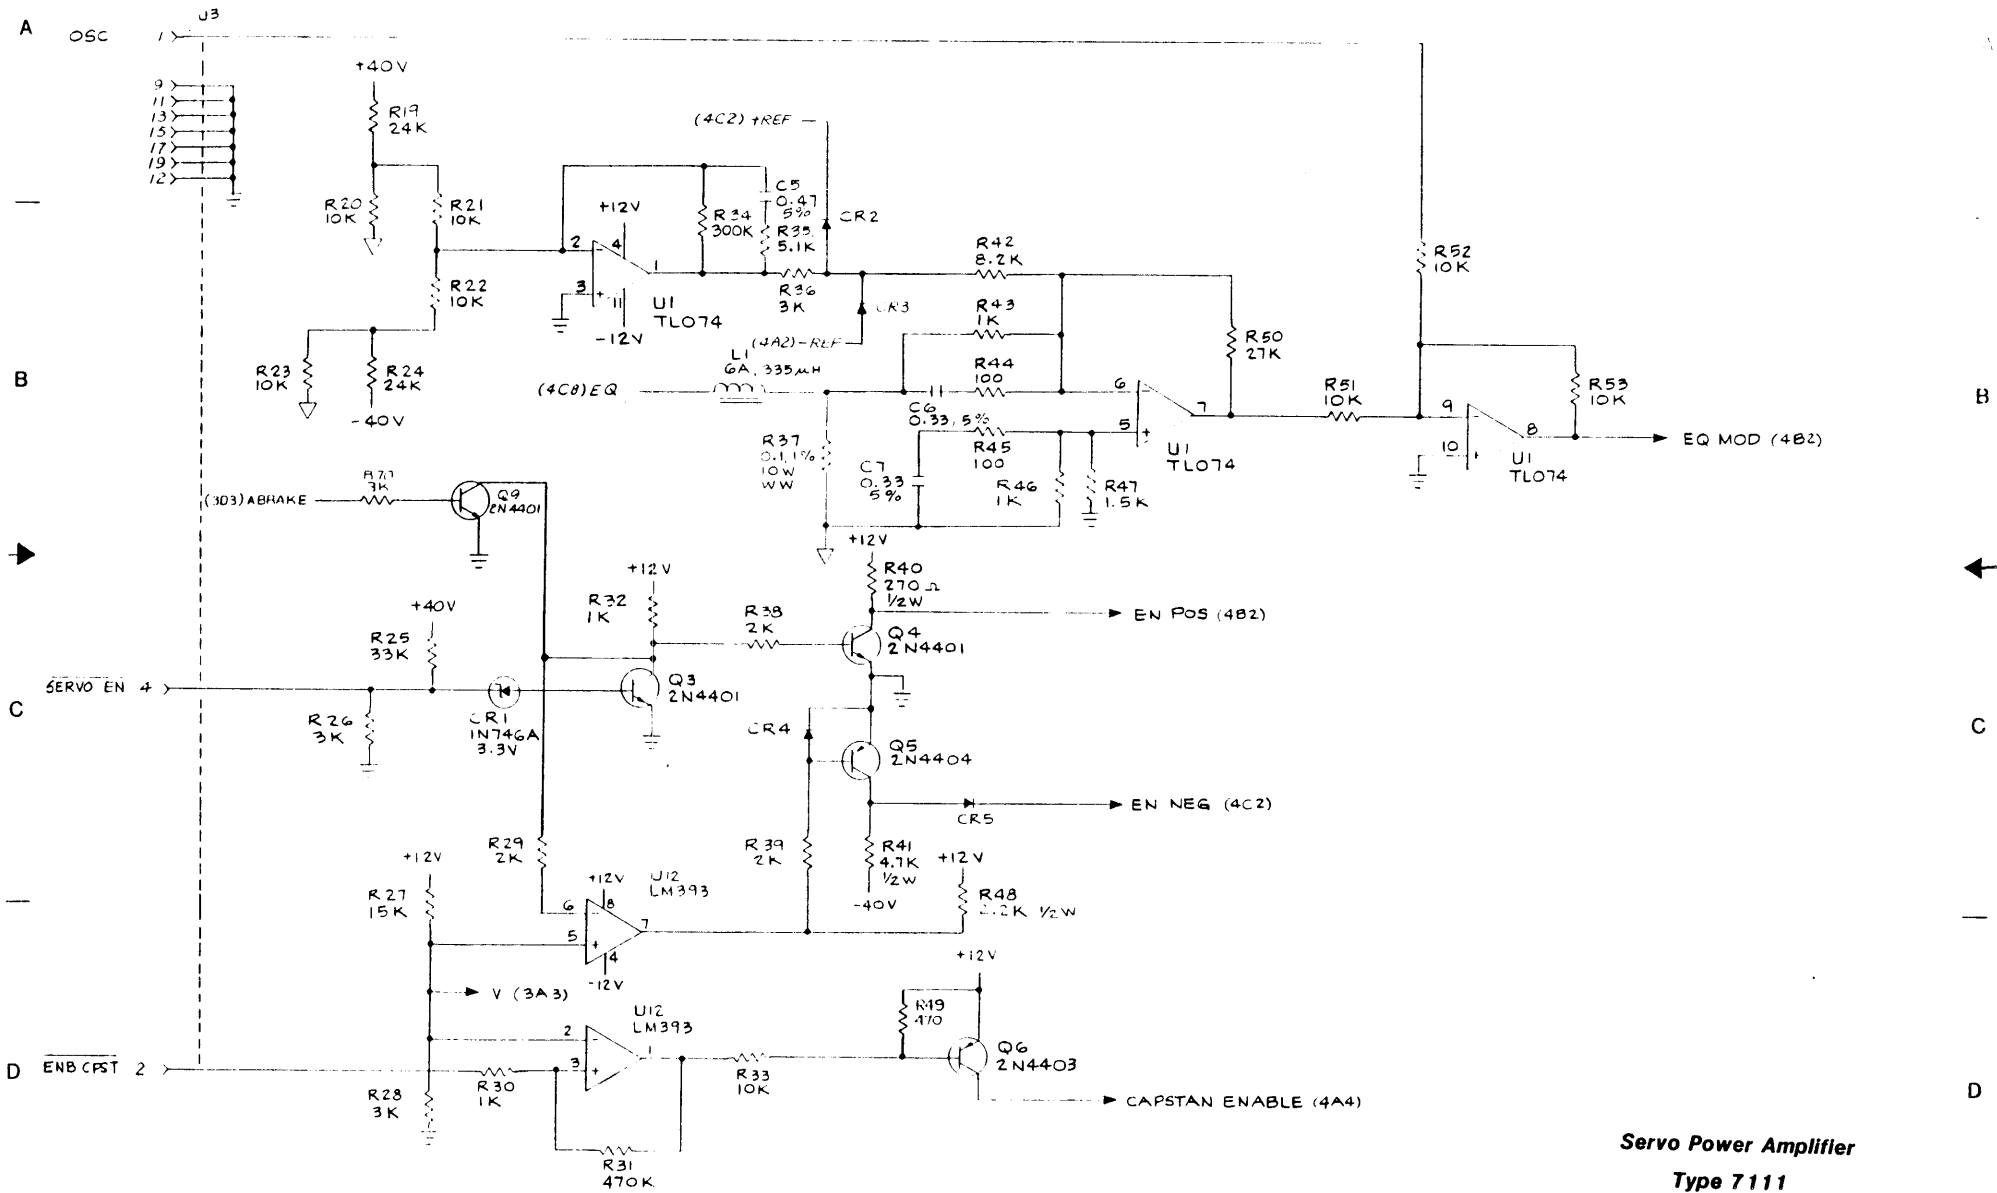 A
J3
OSC 1
9
11
13
15
17
19
12
+40V
R19
24K
R20
10K
R21
10K
R22
10K
R23
10K
R24
24K
-40V
(4C2) +REF
+12V
2
4
3
11
1
-12V
U1
TL074
R34
300K
C5
0.47
5%
R35
5.1K
R36
3K
CR2
CR3
(4A2)-REF
R42
8.2K
R43
1K
R44
100
C6
0.33, 5%
R45
100
L1
6A, 335µH
(4C8) EQ
R37
0.1, 1%
10W
WW
C7
0.33
5%
R46
1K
R47
1.5K
6
5
7
U1
TL074
R50
27K
R51
10K
R52
10K
R53
10K
9
10
8
U1
TL074
EQ MOD (4B2)
B
B
(3D3) ABRAKE
3K
Q9
2N4401
+12V
R32
1K
R38
2K
+12V
R40
270Ω
1/2W
EN POS (4B2)
Q4
2N4401
+40V
R25
33K
SERVO EN 4
R26
3K
CR1
1N746A
3.3V
Q3
2N4401
C
C
CR4
Q5
2N4404
EN NEG (4C2)
CR5
R29
2K
R39
2K
R41
4.7K
1/2W
-40V
+12V
R48
1/2W
+12V
R27
15K
+12V
U12
LM393
6
8
5
4
7
-12V
V (3A3)
U12
LM393
2
3
1
+12V
R49
470
Q6
2N4403
D
ENB CPST 2
R28
3K
R30
1K
R31
470K
R33
10K
CAPSTAN ENABLE (4A4)
D
Servo Power Amplifier
Type 7111